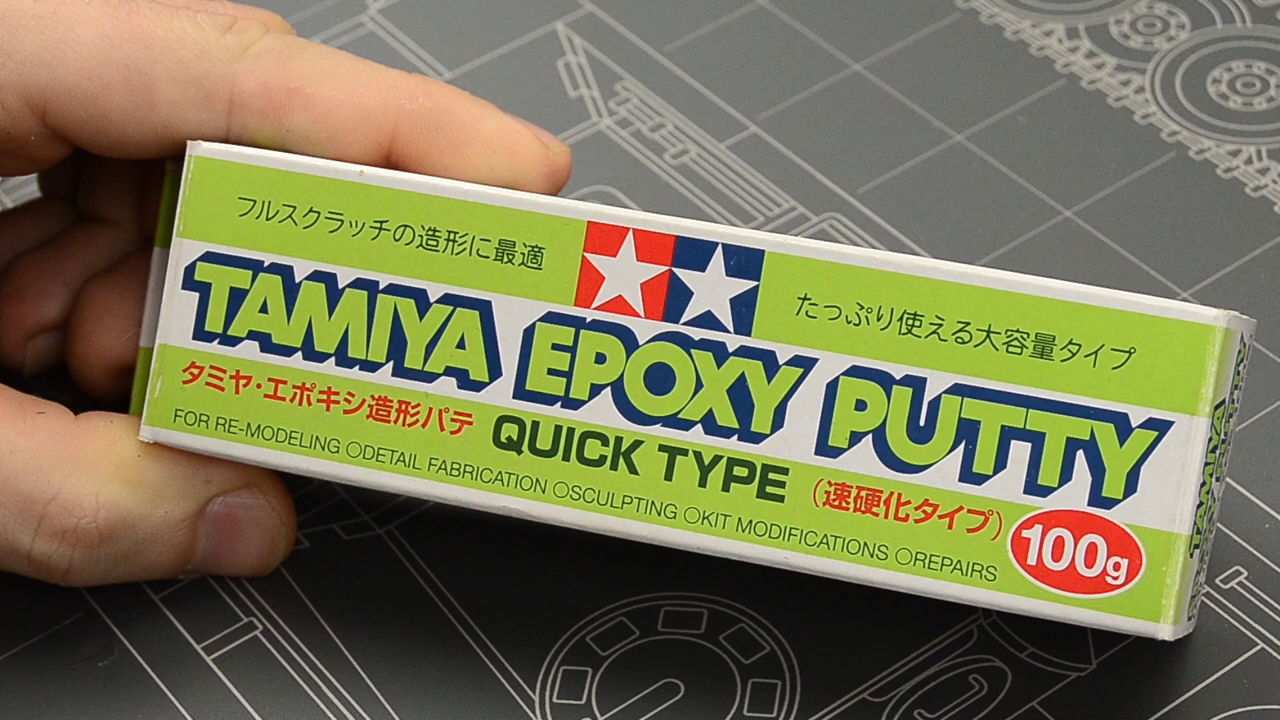 フルスクラッチの造形に最適
たっぷり使える大容量タイプ
TAMIYA EPOXY PUTTY
タミヤ・エポキシ造形パテ QUICK TYPE (速硬化タイプ)
FOR RE-MODELING ○DETAIL FABRICATION ○SCULPTING ○KIT MODIFICATIONS ○REPAIRS
100g
TAMIYA